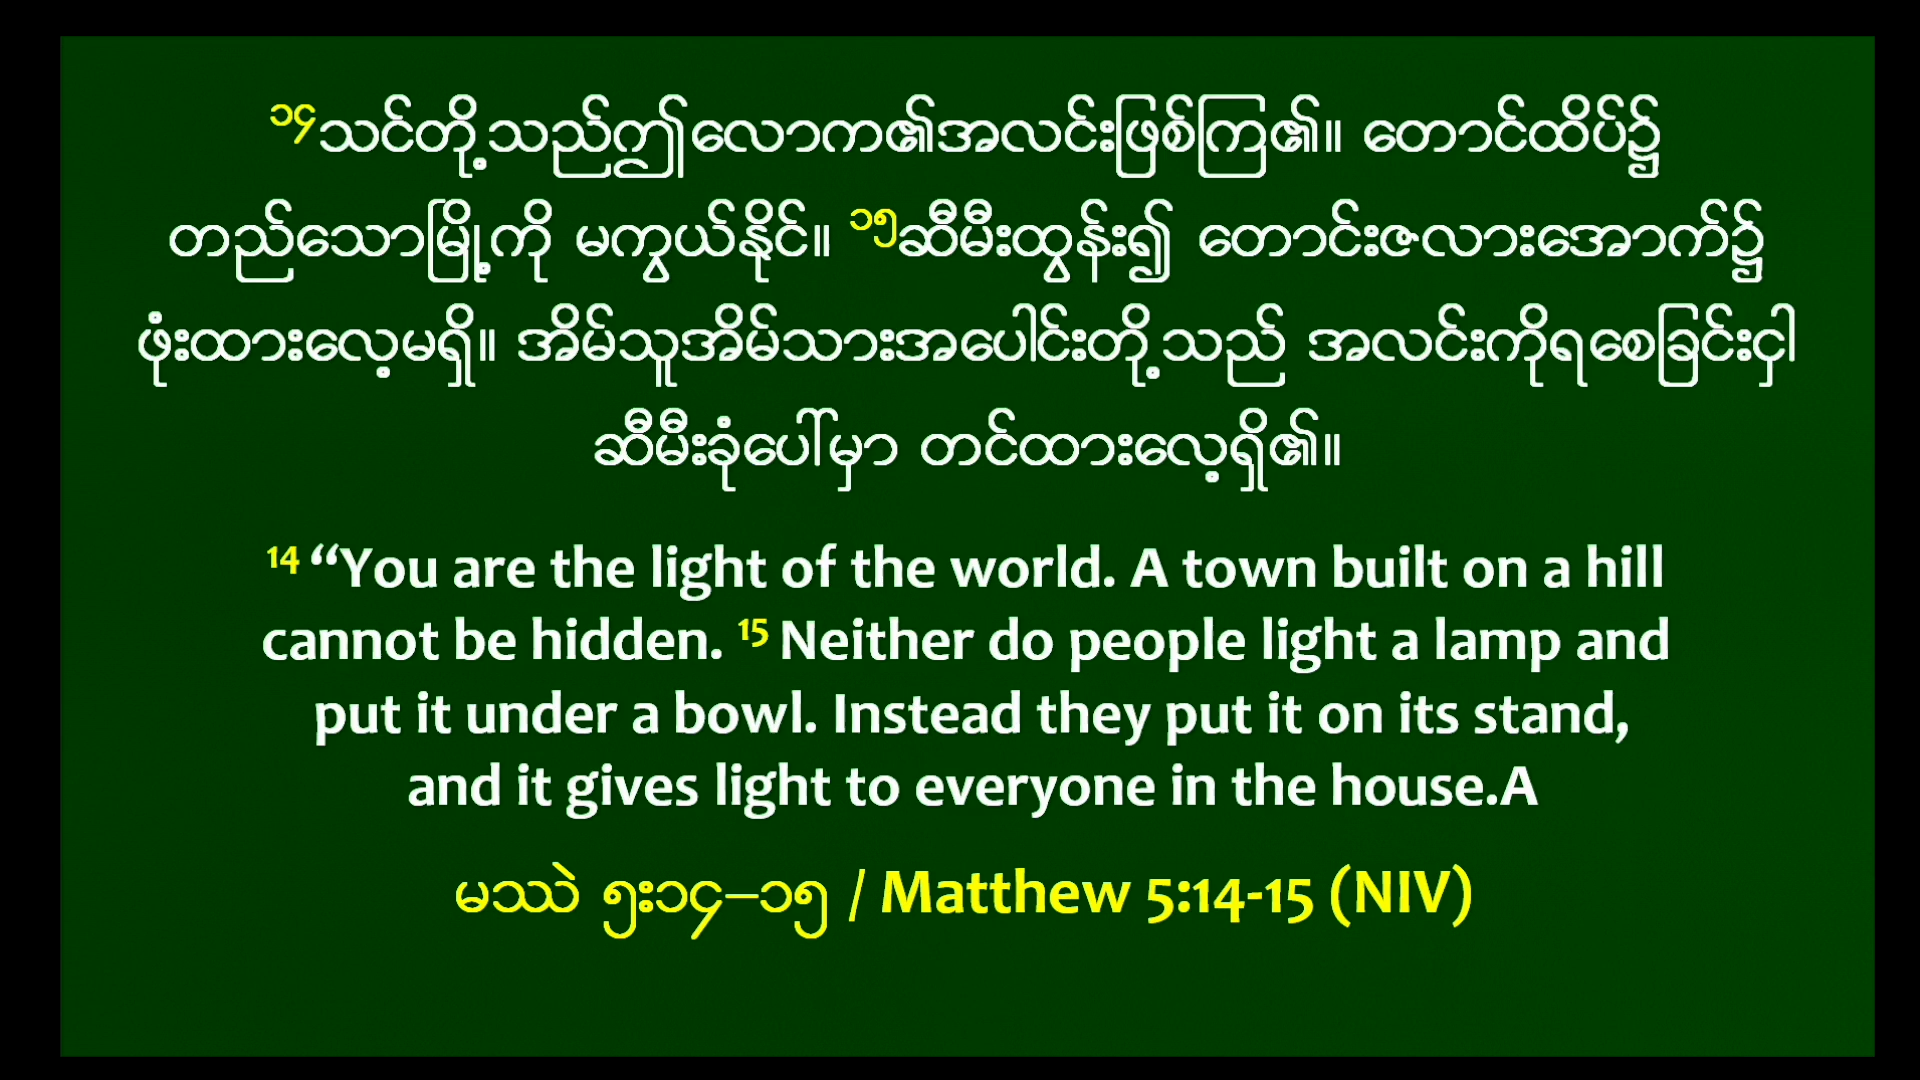 ၁၄သင်တို့သည်ဤလောက၏အလင်းဖြစ်ကြ၏။ တောင်ထိပ်၌
တည်သောမြို့ကို မကွယ်နိုင်။ ၁၅ဆီမီးထွန်း၍ တောင်းဇလားအောက်၌
ဖုံးထားလေ့မရှိ။ အိမ်သူအိမ်သားအပေါင်းတို့သည် အလင်းကိုရစေခြင်းငှါ
ဆီမီးခုံပေါ်မှာ တင်ထားလေ့ရှိ၏။
14 “You are the light of the world. A town built on a hill
cannot be hidden. 15 Neither do people light a lamp and
put it under a bowl. Instead they put it on its stand,
and it gives light to everyone in the house.A
မဿဲ ၅း၁၄–၁၅ / Matthew 5:14-15 (NIV)